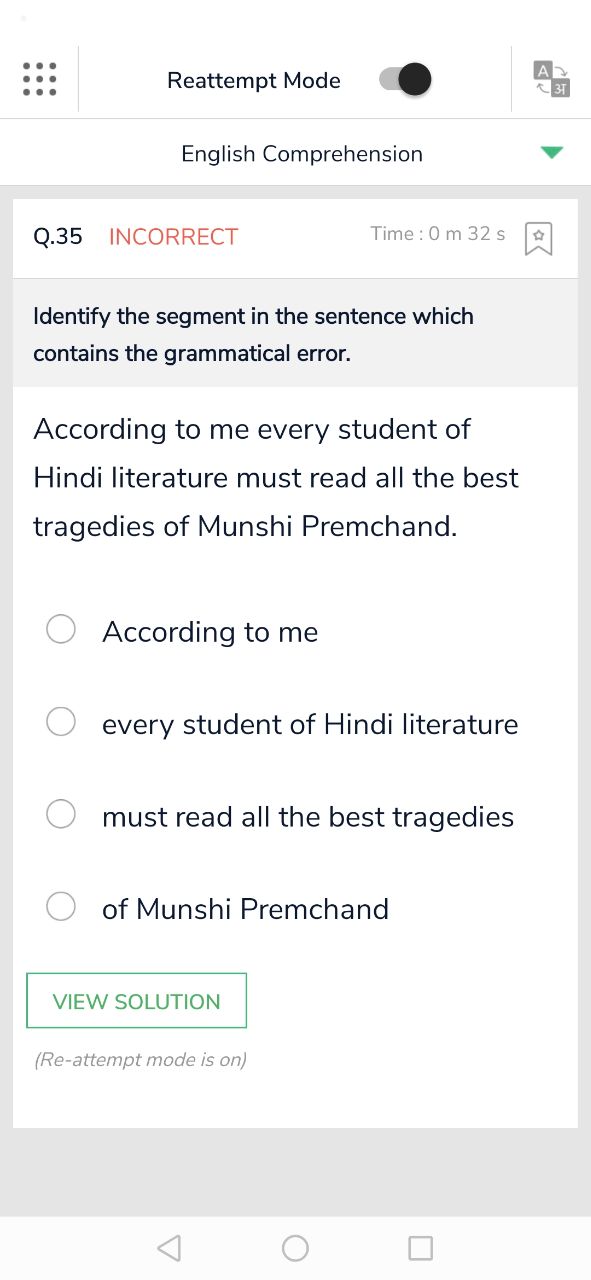 Reattempt Mode
A
अ
English Comprehension
Q.35 INCORRECT Time : 0 m 32 s
Identify the segment in the sentence which
contains the grammatical error.
According to me every student of
Hindi literature must read all the best
tragedies of Munshi Premchand.
According to me
every student of Hindi literature
must read all the best tragedies
of Munshi Premchand
VIEW SOLUTION
(Re-attempt mode is on)